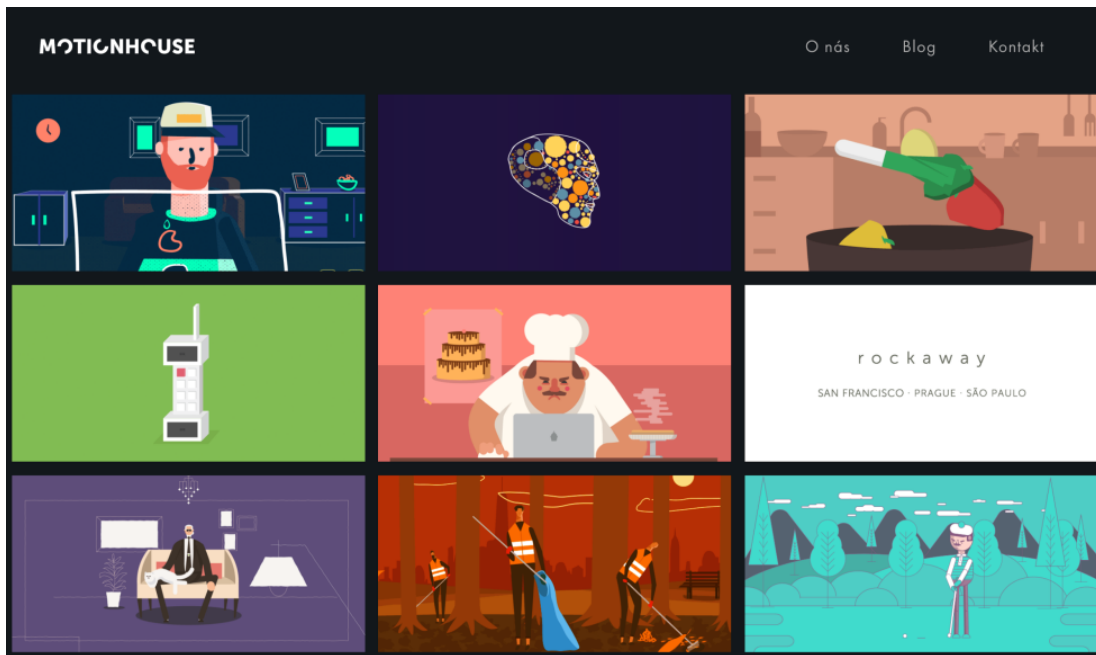 MOTIONHOUSE
O nás
Blog
Kontakt
rockaway
SAN FRANCISCO · PRAGUE · SÃO PAULO